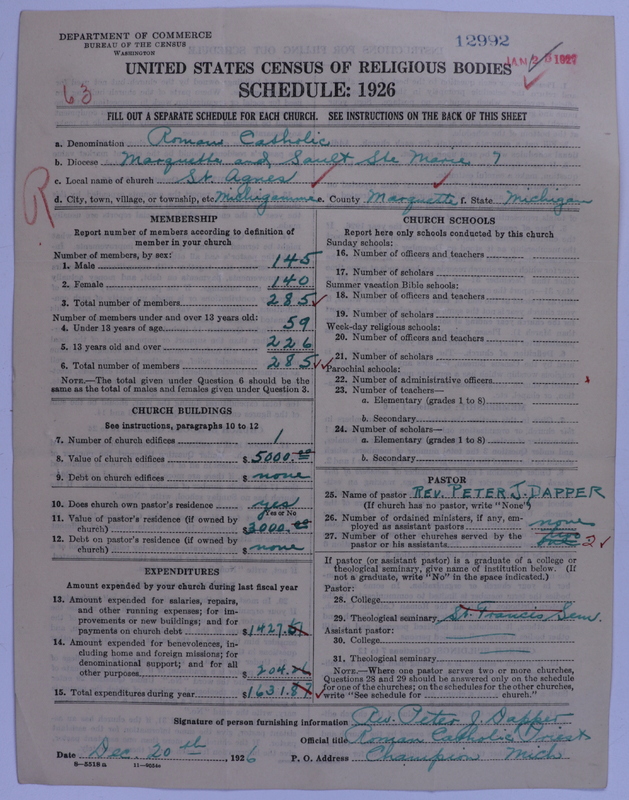 DEPARTMENT OF COMMERCE
BUREAU OF THE CENSUS
WASHINGTON
12992
JAN 20 1927
UNITED STATES CENSUS OF RELIGIOUS BODIES
SCHEDULE: 1926
63
FILL OUT A SEPARATE SCHEDULE FOR EACH CHURCH. SEE INSTRUCTIONS ON THE BACK OF THIS SHEET
a. Denomination Roman Catholic
b. Diocese Marquette and Sault Ste Marie 7
c. Local name of church St. Agnes
R
d. City, town, village, or township, etc. Michigamme e. County Marquette f. State Michigan
MEMBERSHIP
Report number of members according to definition of
member in your church
Number of members, by sex:
1. Male 145
2. Female 140
3. Total number of members 285
Number of members under and over 13 years old:
4. Under 13 years of age 59
5. 13 years old and over 226
6. Total number of members 285
NOTE.—The total given under Question 6 should be the
same as the total of males and females given under Question 3.
CHURCH BUILDINGS
See instructions, paragraphs 10 to 12
7. Number of church edifices 1
8. Value of church edifices $5000.00
9. Debt on church edifices $none
10. Does church own pastor's residence yes
Yes or No
11. Value of pastor's residence (if owned by
church) $3000.00
12. Debt on pastor's residence (if owned by
church) $none
EXPENDITURES
Amount expended by your church during last fiscal year
13. Amount expended for salaries, repairs,
and other running expenses; for im-
provements or new buildings; and for
payments on church debt $1427.51
14. Amount expended for benevolences, in-
cluding home and foreign missions; for
denominational support; and for all
other purposes $204.
15. Total expenditures during year $1631.
CHURCH SCHOOLS
Report here only schools conducted by this church
Sunday schools:
16. Number of officers and teachers
17. Number of scholars
Summer vacation Bible schools:
18. Number of officers and teachers
19. Number of scholars
Week-day religious schools:
20. Number of officers and teachers
21. Number of scholars
Parochial schools:
22. Number of administrative officers
23. Number of teachers—
a. Elementary (grades 1 to 8)
b. Secondary
24. Number of scholars—
a. Elementary (grades 1 to 8)
b. Secondary
PASTOR
25. Name of pastor REV. PETER J. DAPPER
(If church has no pastor, write "None")
26. Number of ordained ministers, if any, em-
ployed as assistant pastors none
27. Number of other churches served by the
pastor or his assistants 2
If pastor (or assistant pastor) is a graduate of a college or
theological seminary, give name of institution below. (If
not a graduate, write "No" in the space indicated.)
Pastor:
28. College
29. Theological seminary St. Francis Sem.
Assistant pastor:
30. College
31. Theological seminary
NOTE.—Where one pastor serves two or more churches,
Questions 28 and 29 should be answered only on the schedule
for one of the churches; on the schedules for the other churches,
write "See schedule for church."
Signature of person furnishing information Rev. Peter J. Dapper
Official title Roman Catholic Priest
Date Dec. 20th, 1926 P. O. Address Champion Mich
8—5518a 11—9554c